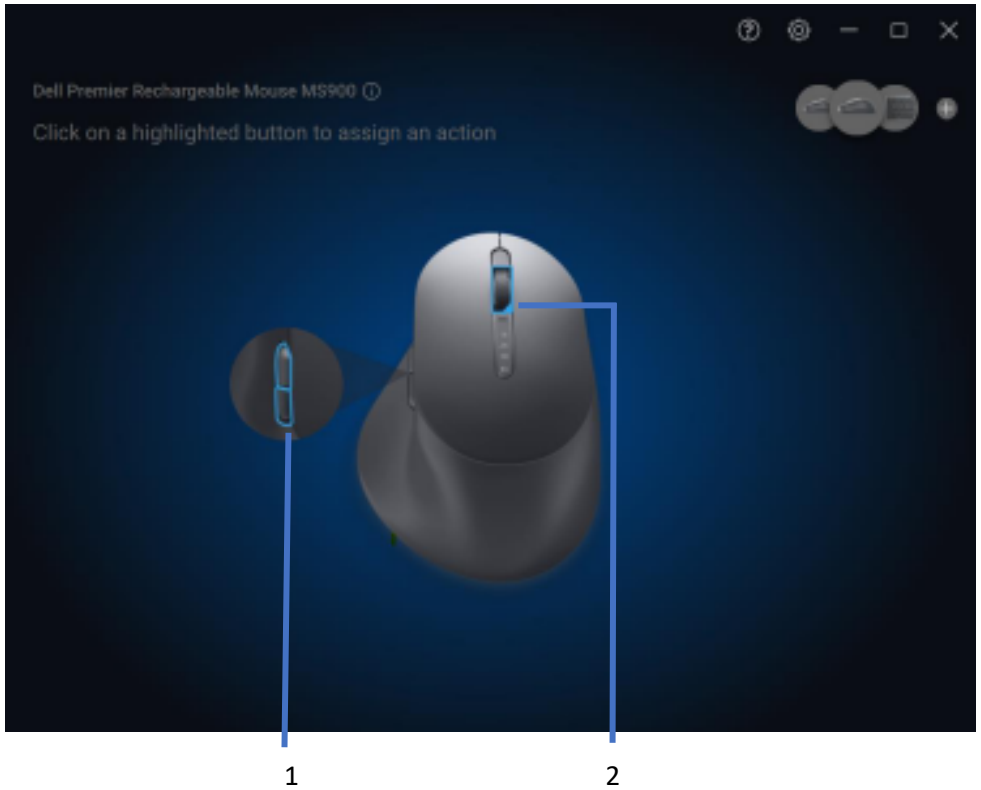 Dell Premier Rechargeable Mouse MS900
Click on a highlighted button to assign an action
1
2